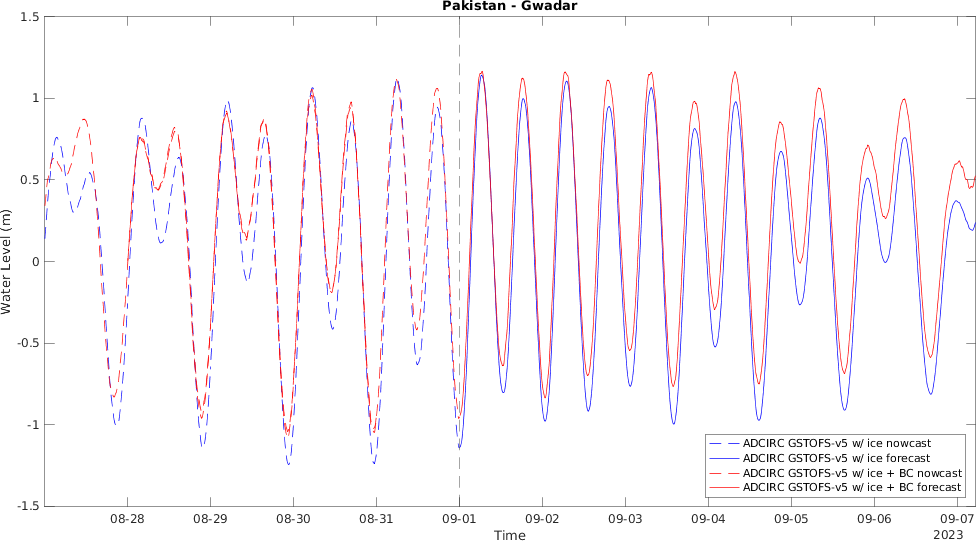 Pakistan - Gwadar
1.5
1
0.5
0
-0.5
-1
-1.5
Water Level (m)
ADCIRC GSTOFS-v5 w/ ice nowcast
ADCIRC GSTOFS-v5 w/ ice forecast
ADCIRC GSTOFS-v5 w/ ice + BC nowcast
ADCIRC GSTOFS-v5 w/ ice + BC forecast
08-28 08-29 08-30 08-31 09-01 09-02 09-03 09-04 09-05 09-06 09-07
Time
2023